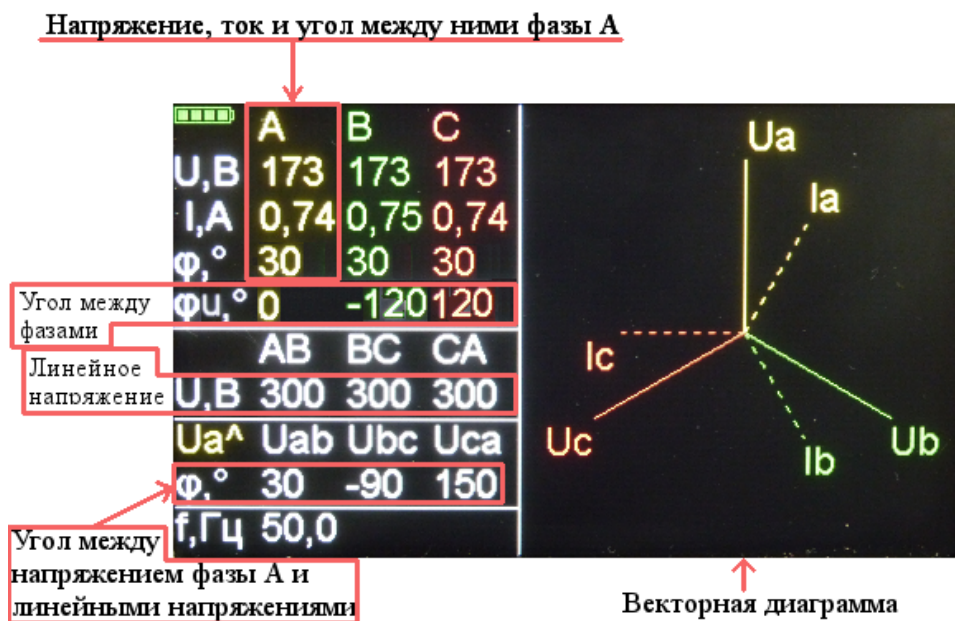 Напряжение, ток и угол между ними фазы А
A B C
U,В 173 173 173
I,A 0,74 0,75 0,74
φ,° 30 30 30
Угол между
фазами
φu,° 0 -120 120
AB BC CA
Линейное
напряжение
U,В 300 300 300
Ua^ Uab Ubc Uca
φ,° 30 -90 150
f,Гц 50,0
Угол между
напряжением фазы А и
линейными напряжениями
Ua
Ia
Ic
Uc
Ib
Ub
Векторная диаграмма